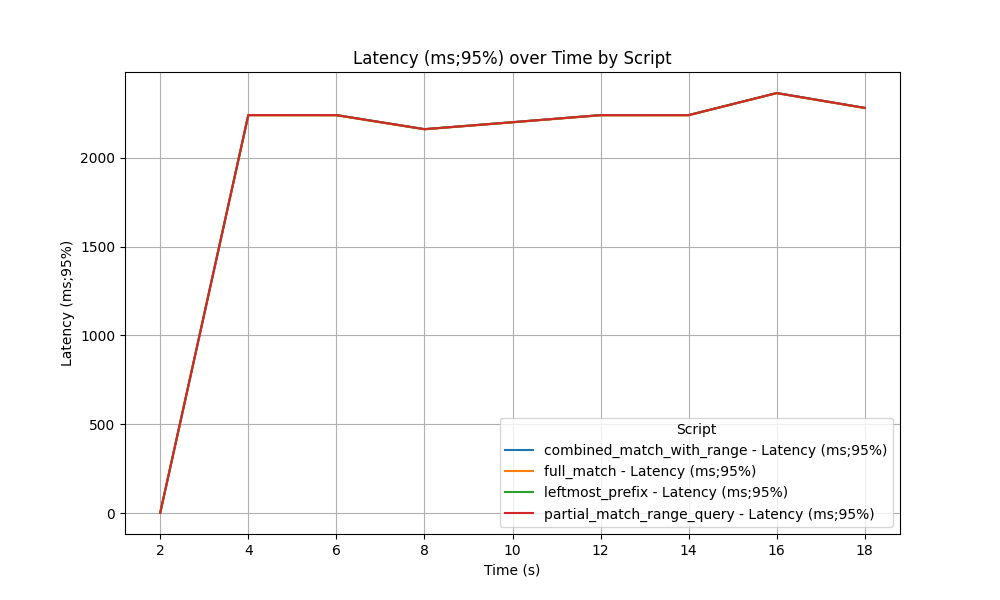 Latency (ms;95%) over Time by Script
Latency (ms;95%)
2000
1500
1000
500
0
Script
combined_match_with_range - Latency (ms;95%)
full_match - Latency (ms;95%)
leftmost_prefix - Latency (ms;95%)
partial_match_range_query - Latency (ms;95%)
2 4 6 8 10 12 14 16 18
Time (s)